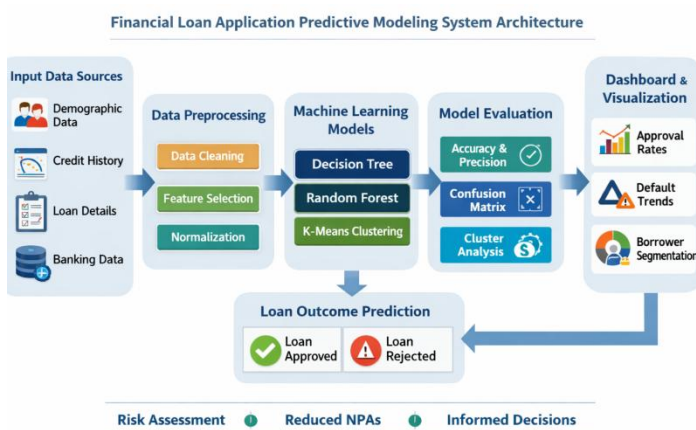 Financial Loan Application Predictive Modeling System Architecture
Input Data Sources
Demographic
Data
Credit History
Loan Details
Banking Data
Data Preprocessing
Data Cleaning
Feature Selection
Normalization
Machine Learning
Models
Decision Tree
Random Forest
K-Means Clustering
Model Evaluation
Accuracy &
Precision
Confusion
Matrix
Cluster
Analysis
$
Dashboard &
Visualization
Approval
Rates
Default
Trends
Borrower
Segmentation
Loan Outcome Prediction
Loan
Approved
Loan
Rejected
Risk Assessment
Reduced NPAs
Informed Decisions